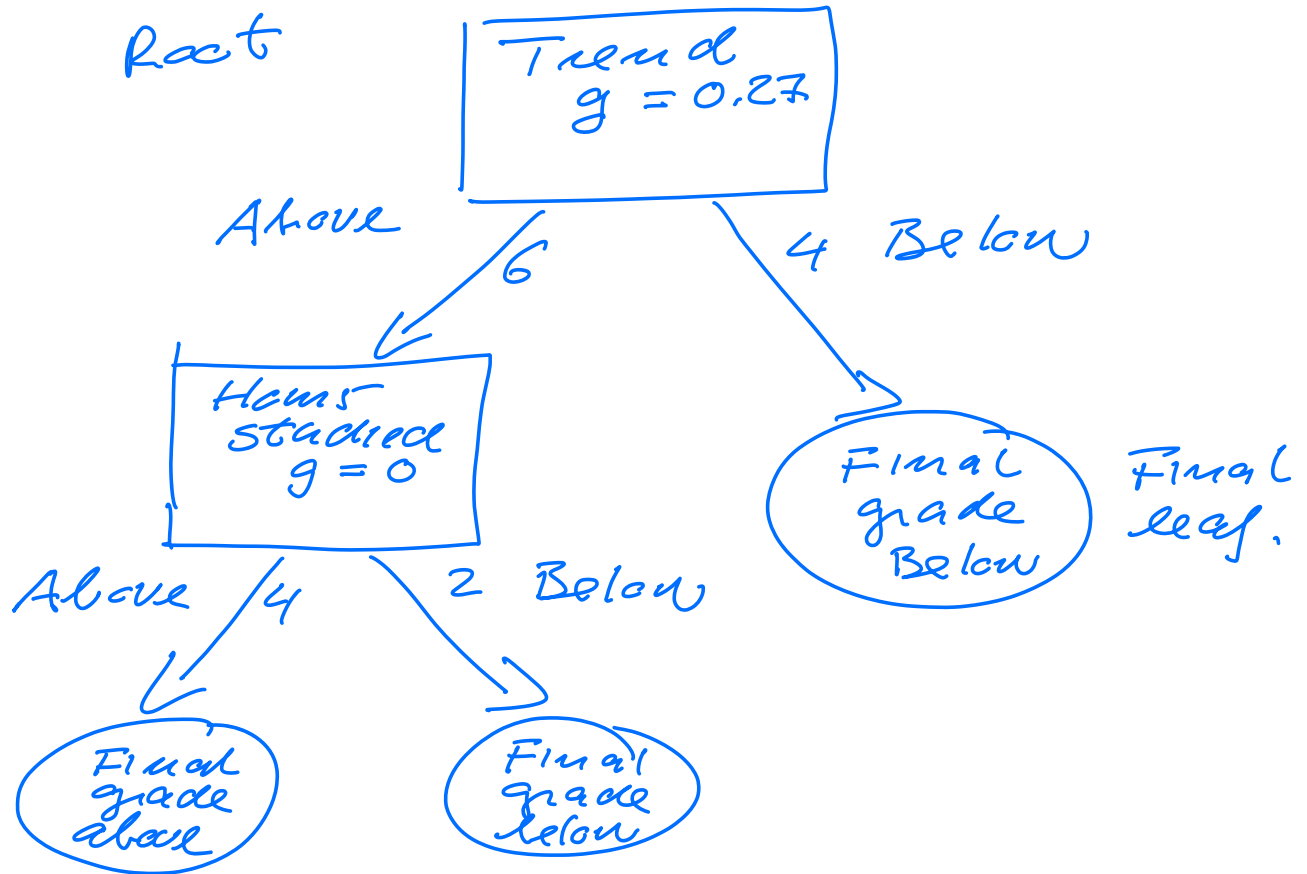 Root
Trend
g = 0.27
Above
6
4 Below
Hours
studied
g = 0
Final
grade
Below
Final
leaf.
Above
4
2 Below
Final
grade
above
Final
grade
below